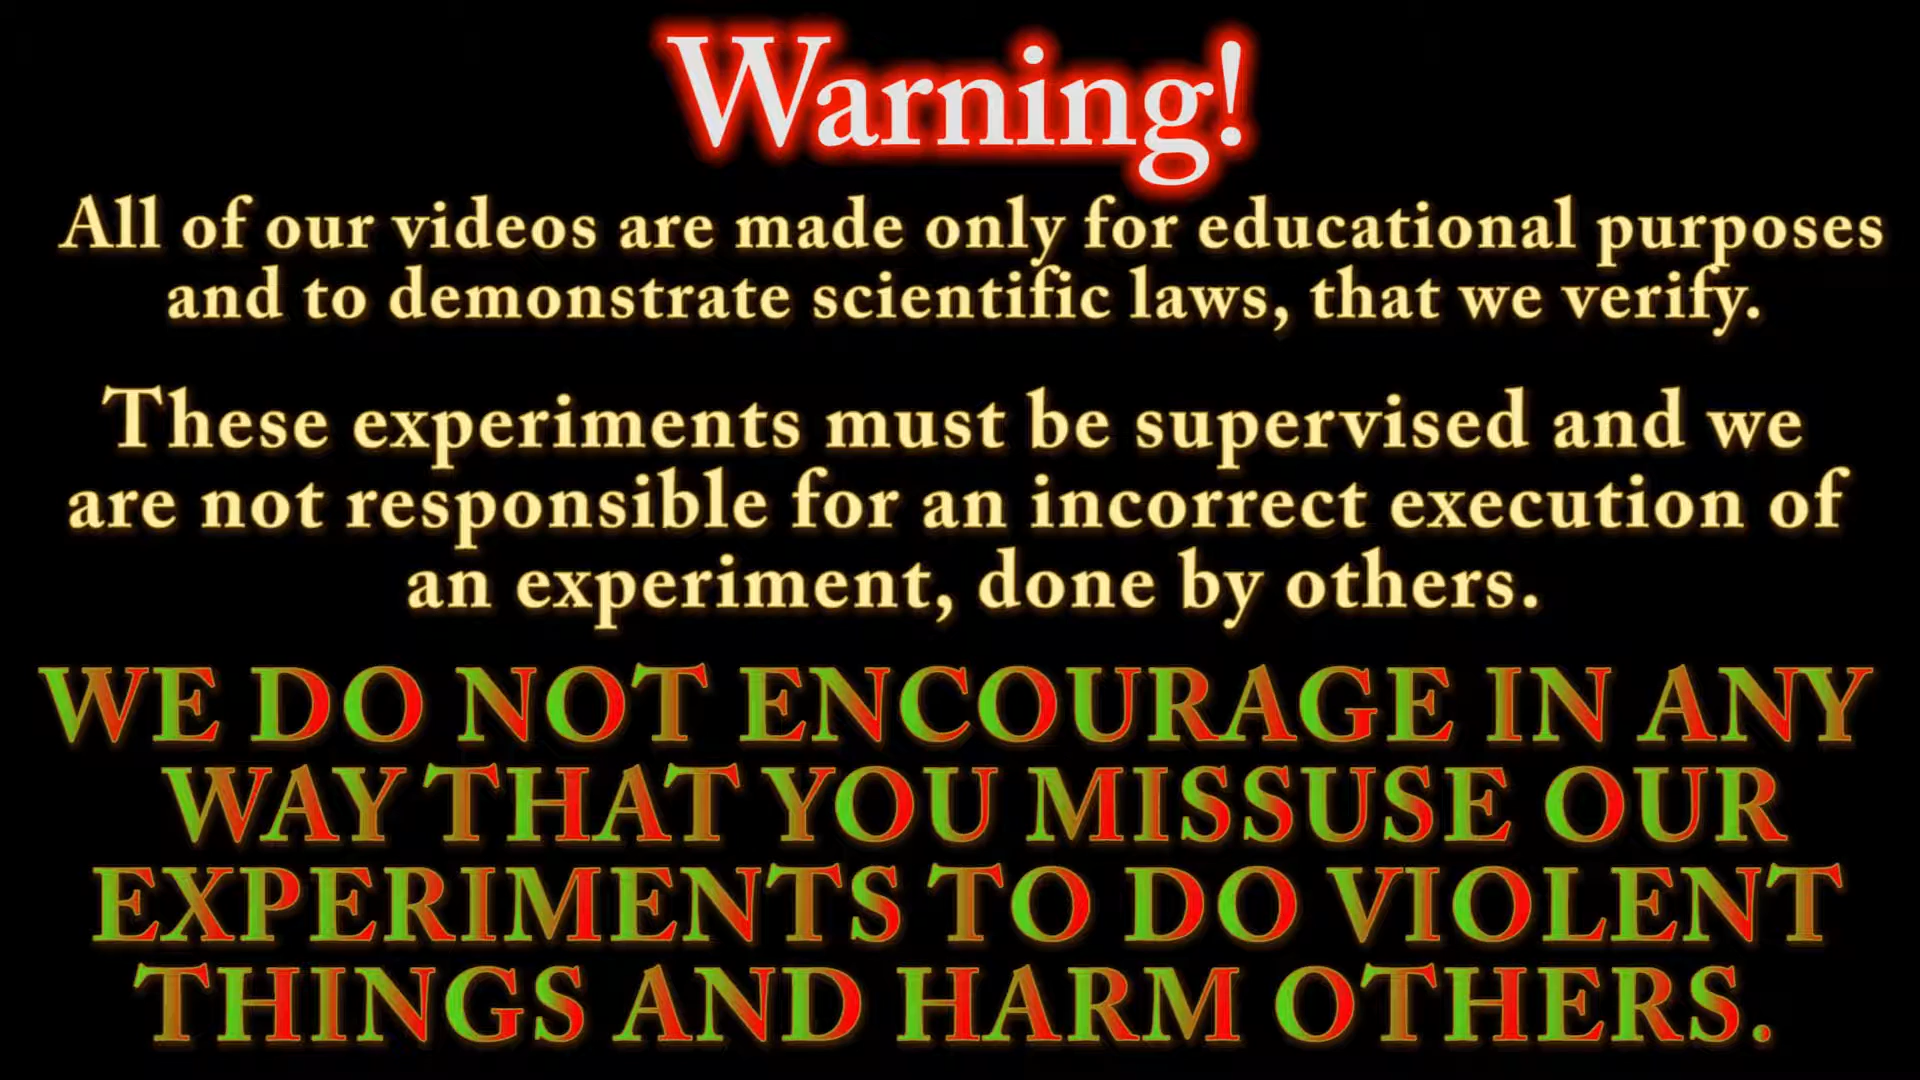 Warning!
All of our videos are made only for educational purposes
and to demonstrate scientific laws, that we verify.
These experiments must be supervised and we
are not responsible for an incorrect execution of
an experiment, done by others.
WE DO NOT ENCOURAGE IN ANY
WAY THAT YOU MISSUSE OUR
EXPERIMENTS TO DO VIOLENT
THINGS AND HARM OTHERS.